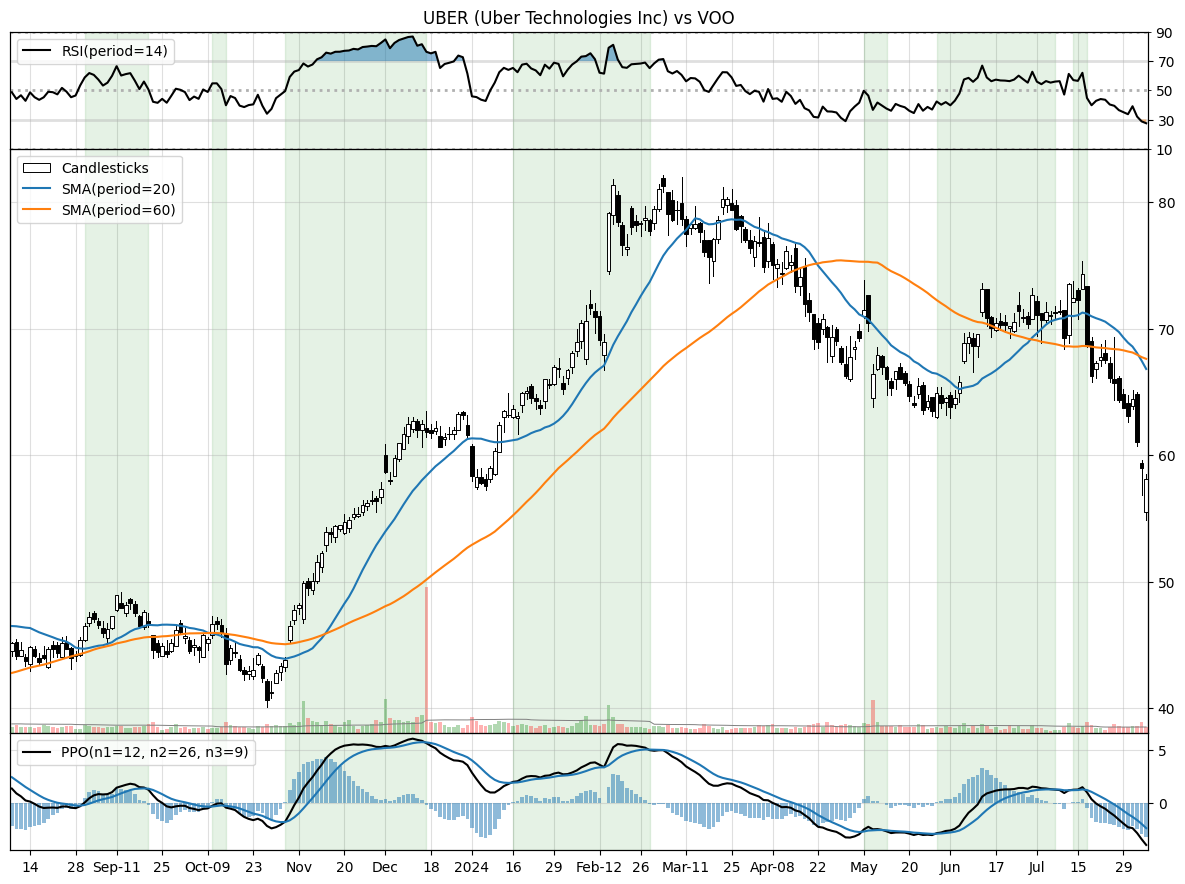 UBER (Uber Technologies Inc) vs VOO
RSI(period=14)
90
70
50
30
10
Candlesticks
SMA(period=20)
SMA(period=60)
80
70
60
50
40
PPO(n1=12, n2=26, n3=9)
5
0
14 28 Sep-11 25 Oct-09 23 Nov 20 Dec 18 2024 16 29 Feb-12 26 Mar-11 25 Apr-08 22 May 20 Jun 17 Jul 15 29